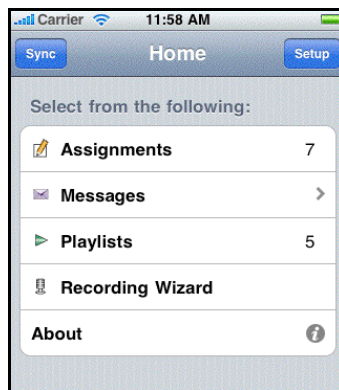 Carrier 11:58 AM
Sync Home Setup
Select from the following:
Assignments 7
Messages
Playlists 5
Recording Wizard
About